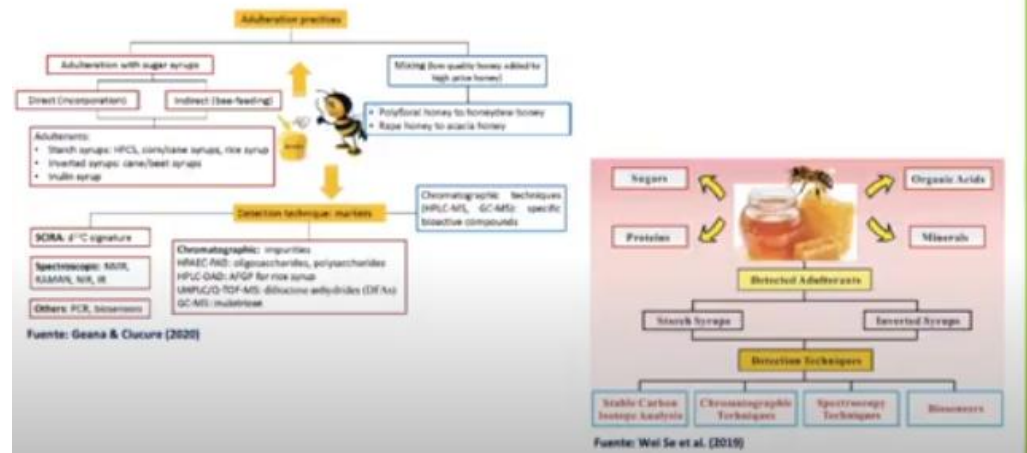 Adulteration practices
Adulteration with sugar syrups
Mixing (low quality honey added to
high price honey)
Direct (incorporation)
Indirect (bee-feeding)
• Polyfloral honey to honeydew honey
• Rape honey to acacia honey
Adulterants:
• Starch syrups: HFCS, corn/cane syrups, rice syrup
• Inverted syrups: cane/beet syrups
• Inulin syrup
Detection technique: markers
Chromatographic techniques
(HPLC-MS, GC-MS): specific
bioactive compounds
SCIRA: d¹³C signature
Spectroscopic: NMR,
RAMAN, NIR, IR
Others: PCR, biosensors
Chromatographic: impurities
HPAEC-PAD: oligosaccharides, polysaccharides
HPLC-DAD: AFGP for rice syrup
UHPLC/Q-TOF-MS: difructose anhydrides (DFAs)
GC-MS:
Fuente: Geana & Ciucure (2020)
Sugars
Organic Acids
Proteins
Minerals
Detected Adulterants
Starch Syrups
Inverted Syrups
Detection Techniques
Stable Carbon
Isotope Analysis
Chromatographic
Techniques
Spectroscopy
Techniques
Biosensors
Fuente: Wei Se et al. (2019)